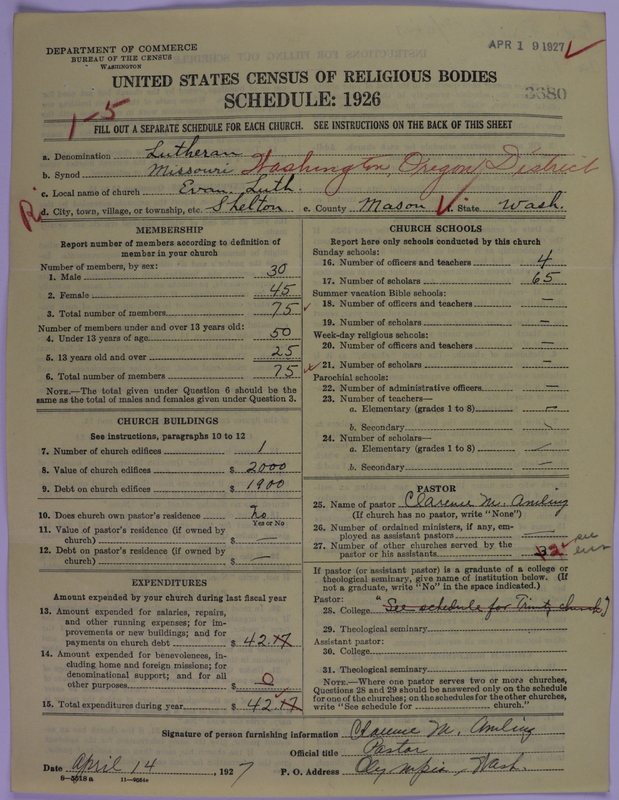 DEPARTMENT OF COMMERCE
BUREAU OF THE CENSUS
WASHINGTON
APR 19 1927
UNITED STATES CENSUS OF RELIGIOUS BODIES
SCHEDULE: 1926
3680
1-5
FILL OUT A SEPARATE SCHEDULE FOR EACH CHURCH. SEE INSTRUCTIONS ON THE BACK OF THIS SHEET
a. Denomination Lutheran
b. Synod Missouri Washington, Oregon, District
c. Local name of church Evan. Luth.
d. City, town, village, or township, etc. Shelton e. County Mason f. State Wash.
MEMBERSHIP
Report number of members according to definition of
member in your church
Number of members, by sex:
1. Male 30
2. Female 45
3. Total number of members 75
Number of members under and over 13 years old:
4. Under 13 years of age 50
5. 13 years old and over 25
6. Total number of members 75
NOTE.—The total given under Question 6 should be the
same as the total of males and females given under Question 3.
CHURCH BUILDINGS
See instructions, paragraphs 10 to 12
7. Number of church edifices 1
8. Value of church edifices $ 2000
9. Debt on church edifices $ 1900
10. Does church own pastor's residence? no
Yes or No
11. Value of pastor's residence (if owned by
church) $ —
12. Debt on pastor's residence (if owned by
church) $ —
EXPENDITURES
Amount expended by your church during last fiscal year
13. Amount expended for salaries, repairs,
and other running expenses; for im-
provements or new buildings; and for
payments on church debt $ 42.17
14. Amount expended for benevolences, in-
cluding home and foreign missions; for
denominational support; and for all
other purposes $ 0
15. Total expenditures during year $ 42.17
CHURCH SCHOOLS
Report here only schools conducted by this church
Sunday schools:
16. Number of officers and teachers 4
17. Number of scholars 65
Summer vacation Bible schools:
18. Number of officers and teachers —
19. Number of scholars —
Week-day religious schools:
20. Number of officers and teachers —
21. Number of scholars —
Parochial schools:
22. Number of administrative officers —
23. Number of teachers—
a. Elementary (grades 1 to 8) —
b. Secondary —
24. Number of scholars—
a. Elementary (grades 1 to 8) —
b. Secondary —
PASTOR
25. Name of pastor Clarence M. Amling
(If church has no pastor, write "None")
26. Number of ordained ministers, if any, em-
ployed as assistant pastors —
27. Number of other churches served by the
pastor or his assistants 2
If pastor (or assistant pastor) is a graduate of a college or
theological seminary, give name of institution below. (If
not a graduate, write "No" in the space indicated.)
Pastor:
28. College "See schedule for Trinity church"
29. Theological seminary
Assistant pastor:
30. College
31. Theological seminary
NOTE.—Where one pastor serves two or more churches,
Questions 28 and 29 should be answered only on the schedule
for one of the churches; on the schedules for the other churches,
write "See schedule for church."
Signature of person furnishing information Clarence M. Amling
Official title Pastor
Date April 14, 1927 P. O. Address Olympia, Wash.
8-5518 a